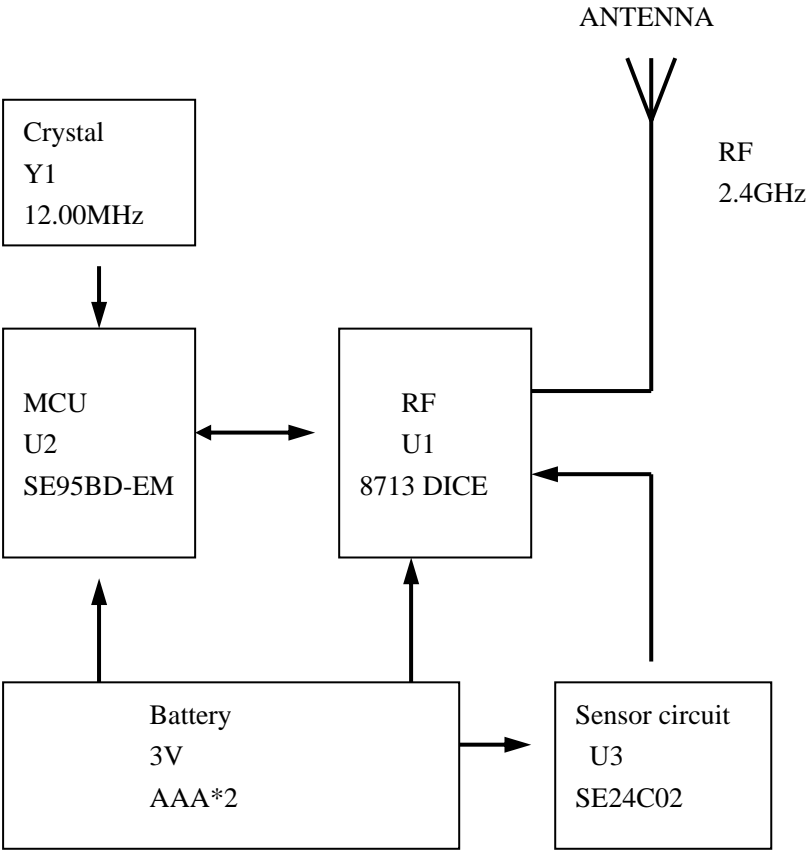 ANTENNA
Crystal
Y1
12.00MHz
RF
2.4GHz
MCU
U2
SE95BD-EM
RF
U1
8713 DICE
Battery
3V
AAA*2
Sensor circuit
U3
SE24C02